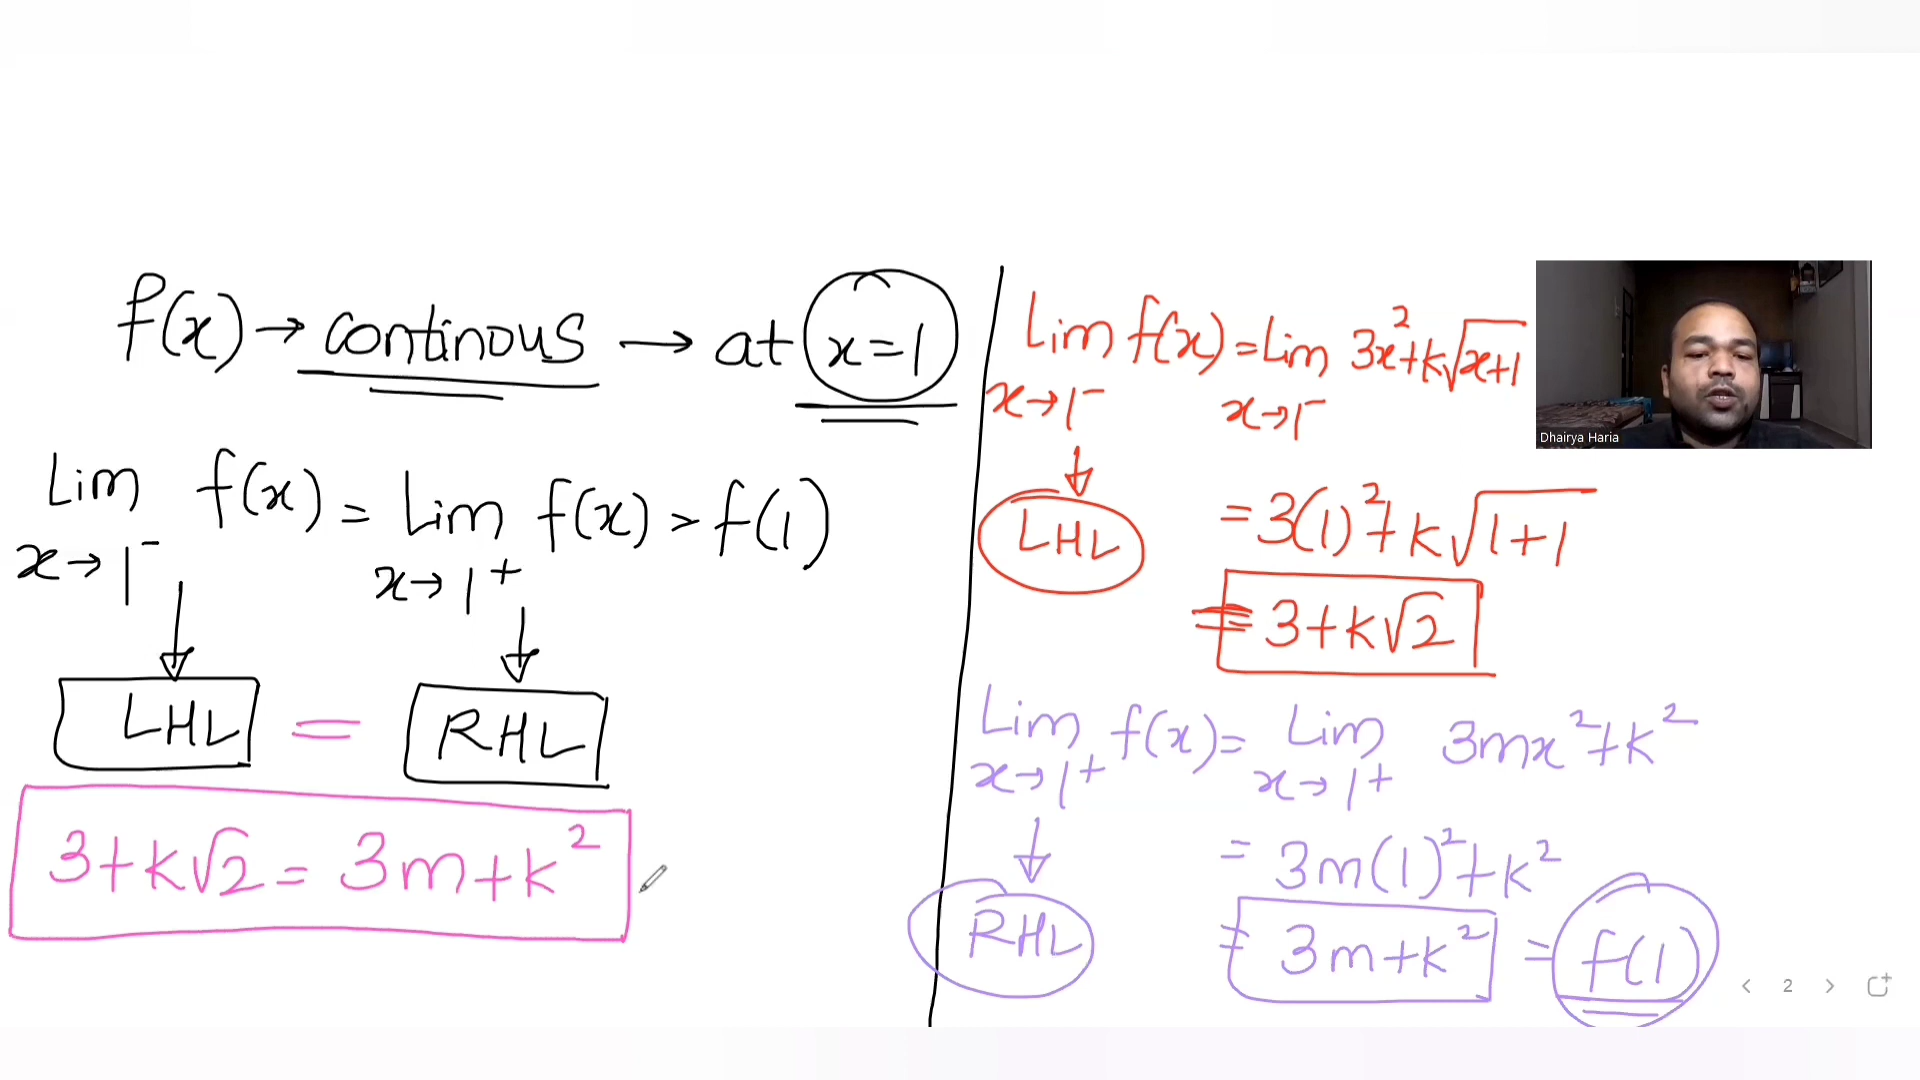 f(x) → continous → at x=1
Lim f(x) = Lim f(x) = f(1)
x→1⁻ x→1⁺
LHL = RHL
3+k√2 = 3m+k²
Lim f(x) = Lim 3x²+k√x+1
x→1⁻ x→1⁻
LHL
= 3(1)²+k√1+1
= 3+k√2
Lim f(x) = Lim 3mx²+k²
x→1⁺ x→1⁺
= 3m(1)²+k²
RHL
= 3m+k² = f(1)
Dhairya Haria
2